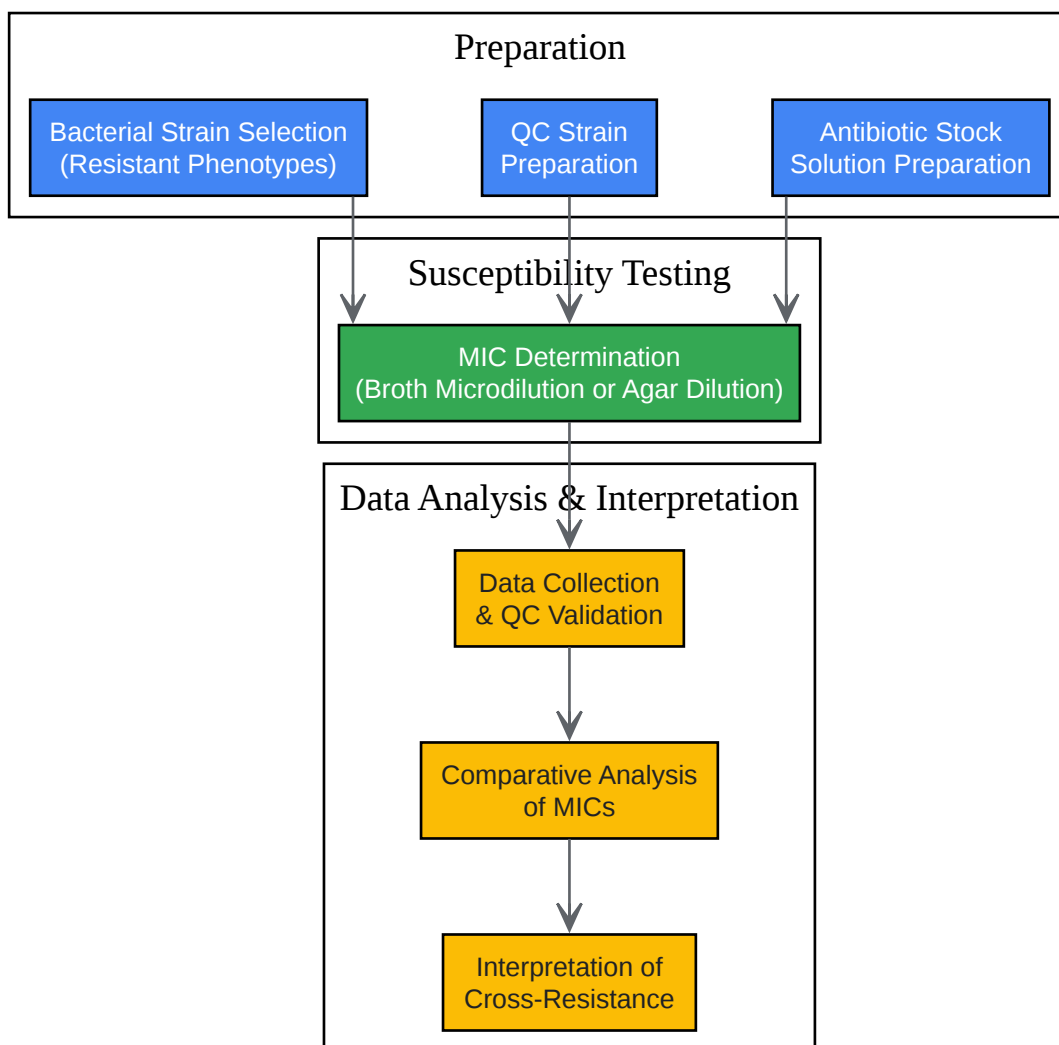 Preparation
Bacterial Strain Selection
(Resistant Phenotypes)
QC Strain
Preparation
Antibiotic Stock
Solution Preparation
Susceptibility Testing
MIC Determination
(Broth Microdilution or Agar Dilution)
Data Analysis & Interpretation
Data Collection
& QC Validation
Comparative Analysis
of MICs
Interpretation of
Cross-Resistance